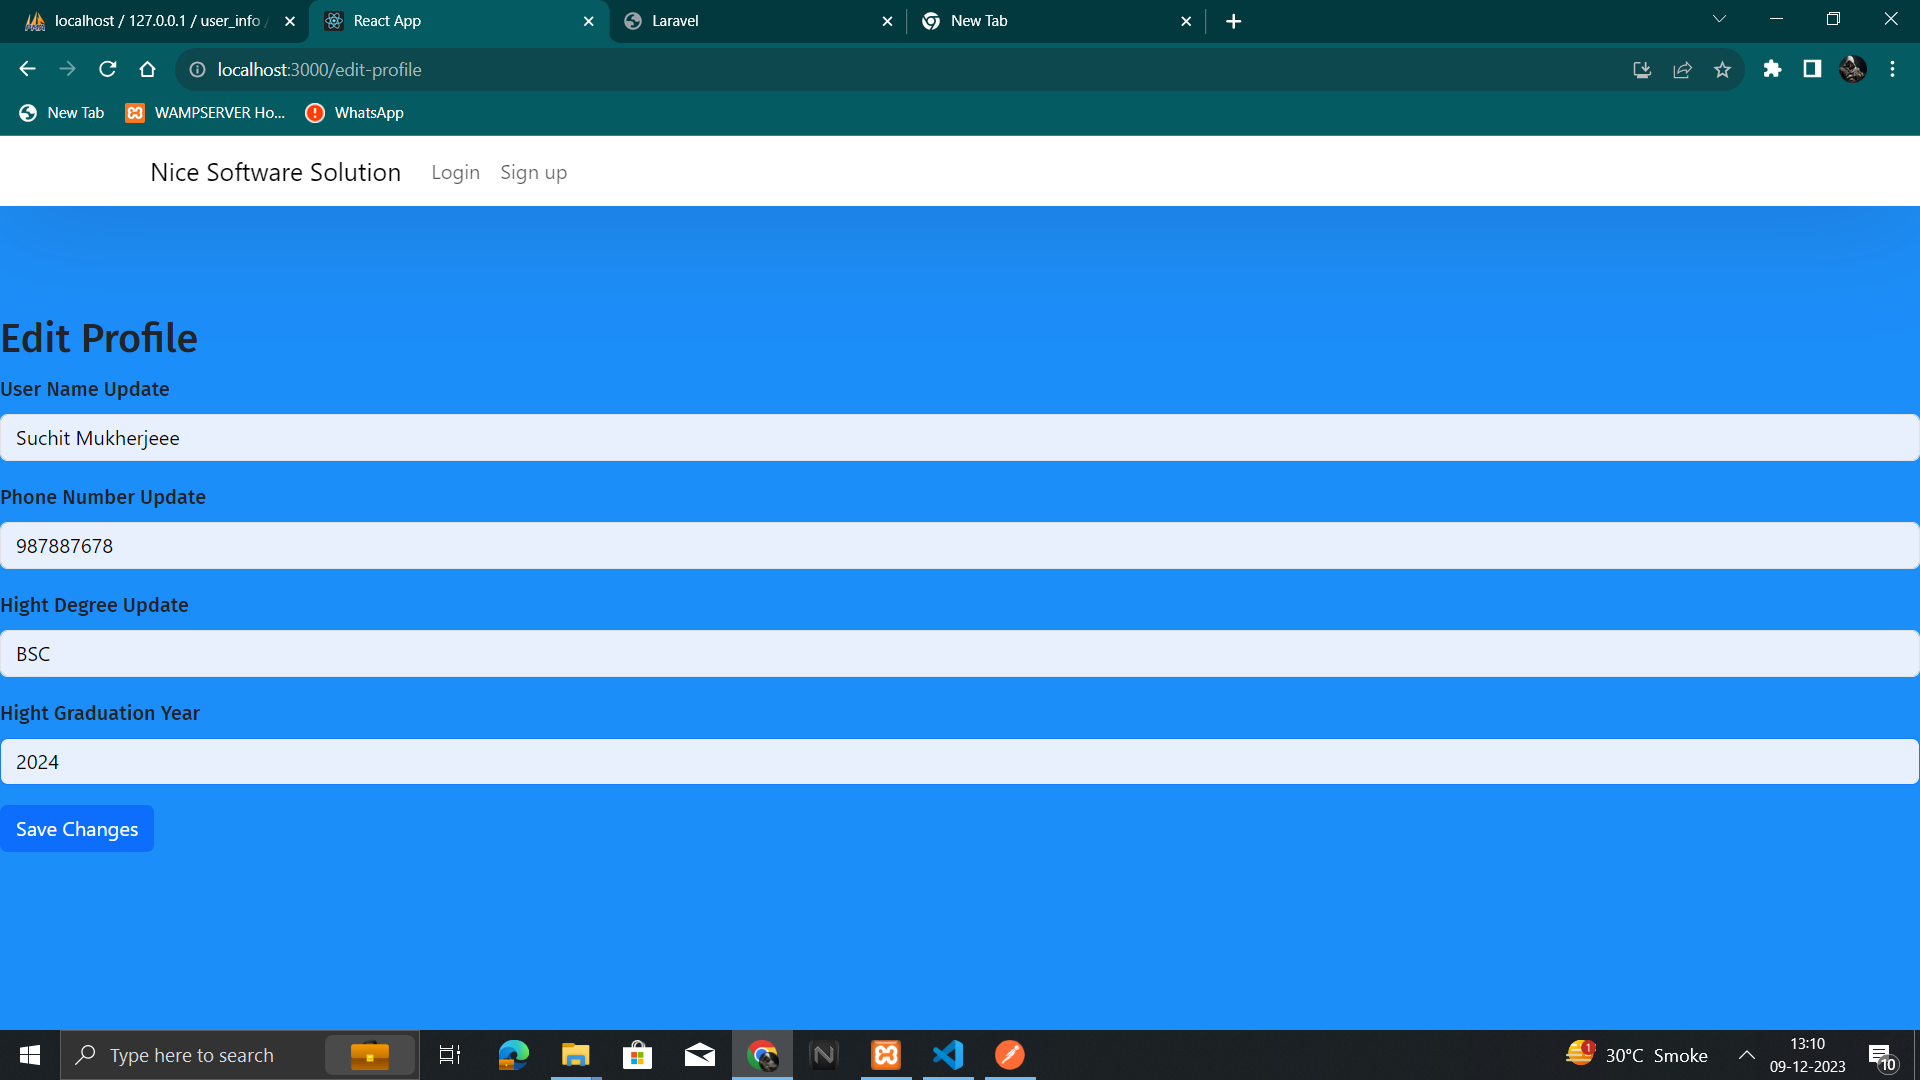 localhost / 127.0.0.1 / user_info /
React App
Laravel
New Tab
localhost:3000/edit-profile
New Tab
WAMPSERVER Ho...
WhatsApp
Nice Software Solution
Login
Sign up
Edit Profile
User Name Update
Suchit Mukherjeee
Phone Number Update
987887678
Hight Degree Update
BSC
Hight Graduation Year
2024
Save Changes
Type here to search
1
30°C Smoke
13:10
09-12-2023
10